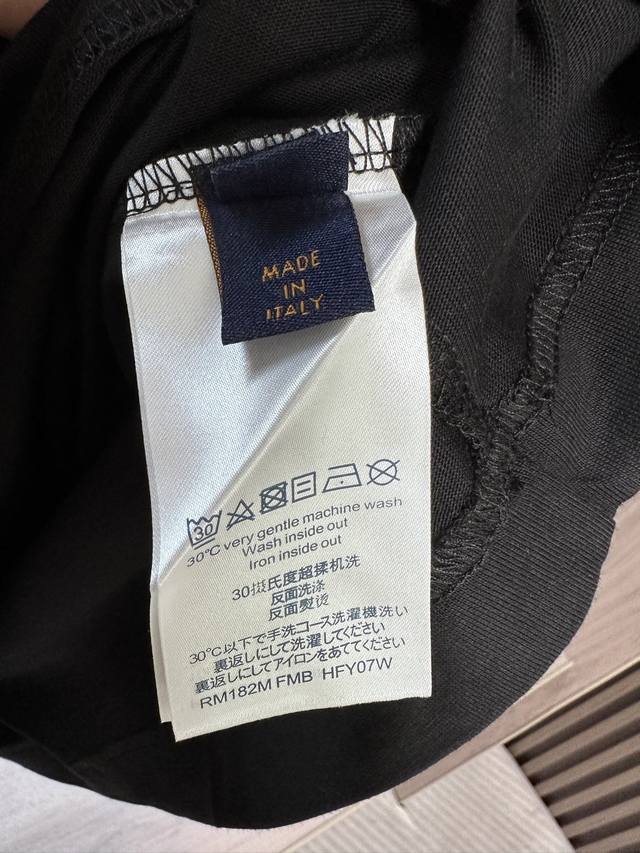 MADE
IN
ITALY
30
30°C very gentle machine wash
Wash inside out
Iron inside out
30摄氏度超揉机洗
反面洗涤
反面熨烫
30°C以下で手洗コース洗濯機洗い
裏返しにして洗濯してください
裏返しにしてアイロンをあててください
RM182M FMB HFY07W